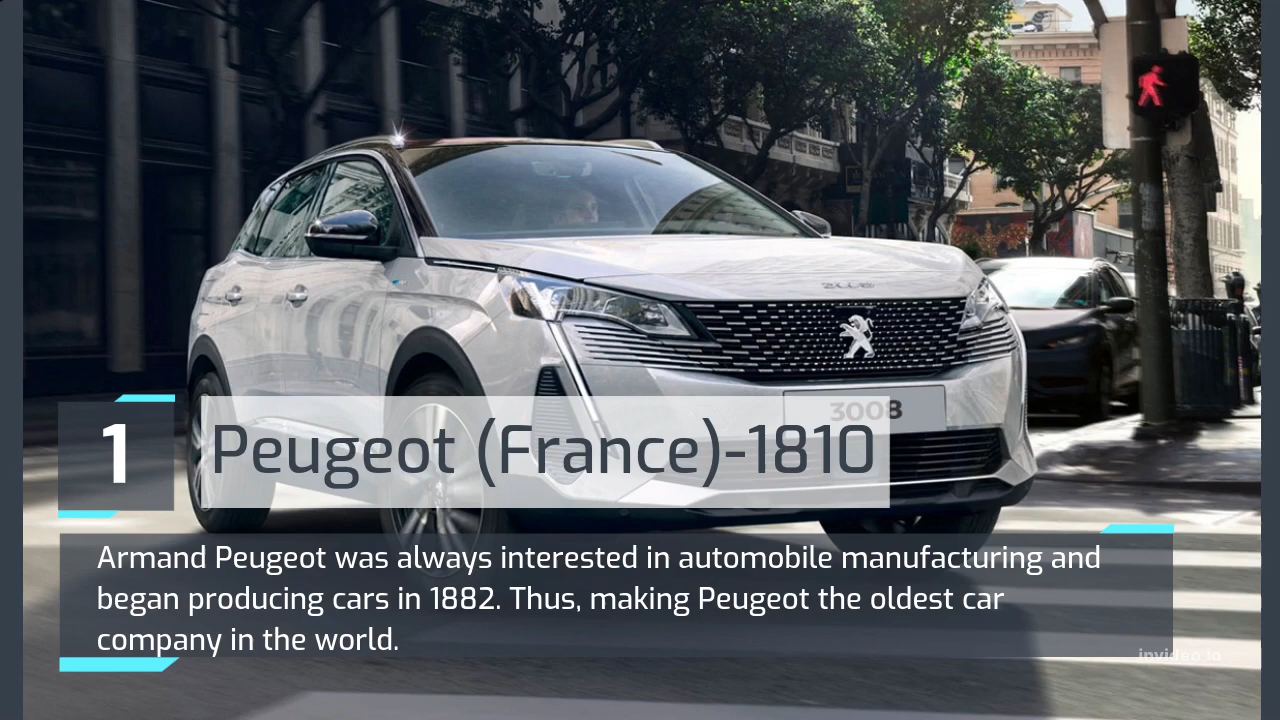 3008
1
Peugeot (France)-1810
Armand Peugeot was always interested in automobile manufacturing and
began producing cars in 1882. Thus, making Peugeot the oldest car
company in the world.
invideo.io